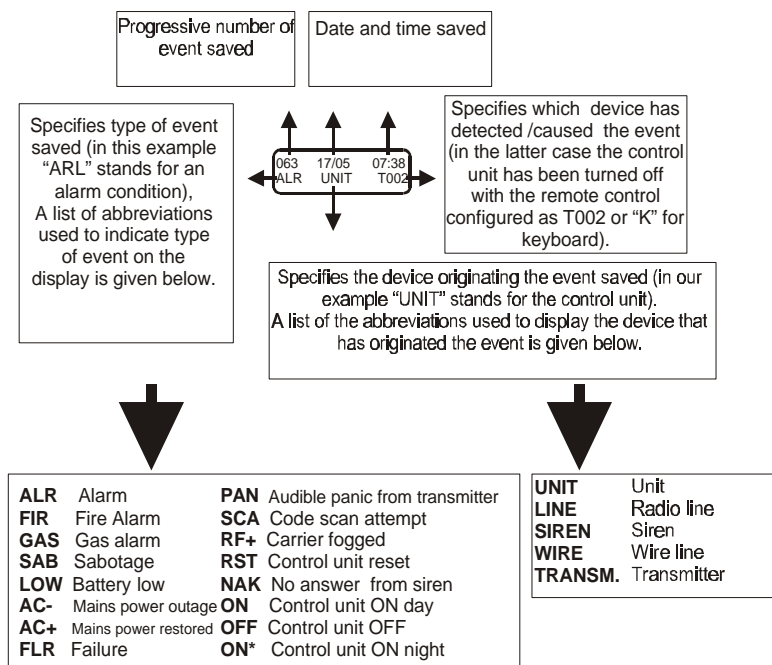 Progressive number of
event saved
Date and time saved
Specifies type of event
saved (in this example
“ARL” stands for an
alarm condition),
A list of abbreviations
used to indicate type
of event on the
display is given below.
063 17/05 07:38
ALR UNIT T002
Specifies which device has
detected /caused the event
(in the latter case the control
unit has been turned off
with the remote control
configured as T002 or “K” for
keyboard).
Specifies the device originating the event saved (in our
example “UNIT” stands for the control unit).
A list of the abbreviations used to display the device that
has originated the event is given below.
ALR Alarm
FIR Fire Alarm
GAS Gas alarm
SAB Sabotage
LOW Battery low
AC- Mains power outage
AC+ Mains power restored
FLR Failure
PAN Audible panic from transmitter
SCA Code scan attempt
RF+ Carrier fogged
RST Control unit reset
NAK No answer from siren
ON Control unit ON day
OFF Control unit OFF
ON* Control unit ON night
UNIT Unit
LINE Radio line
SIREN Siren
WIRE Wire line
TRANSM. Transmitter